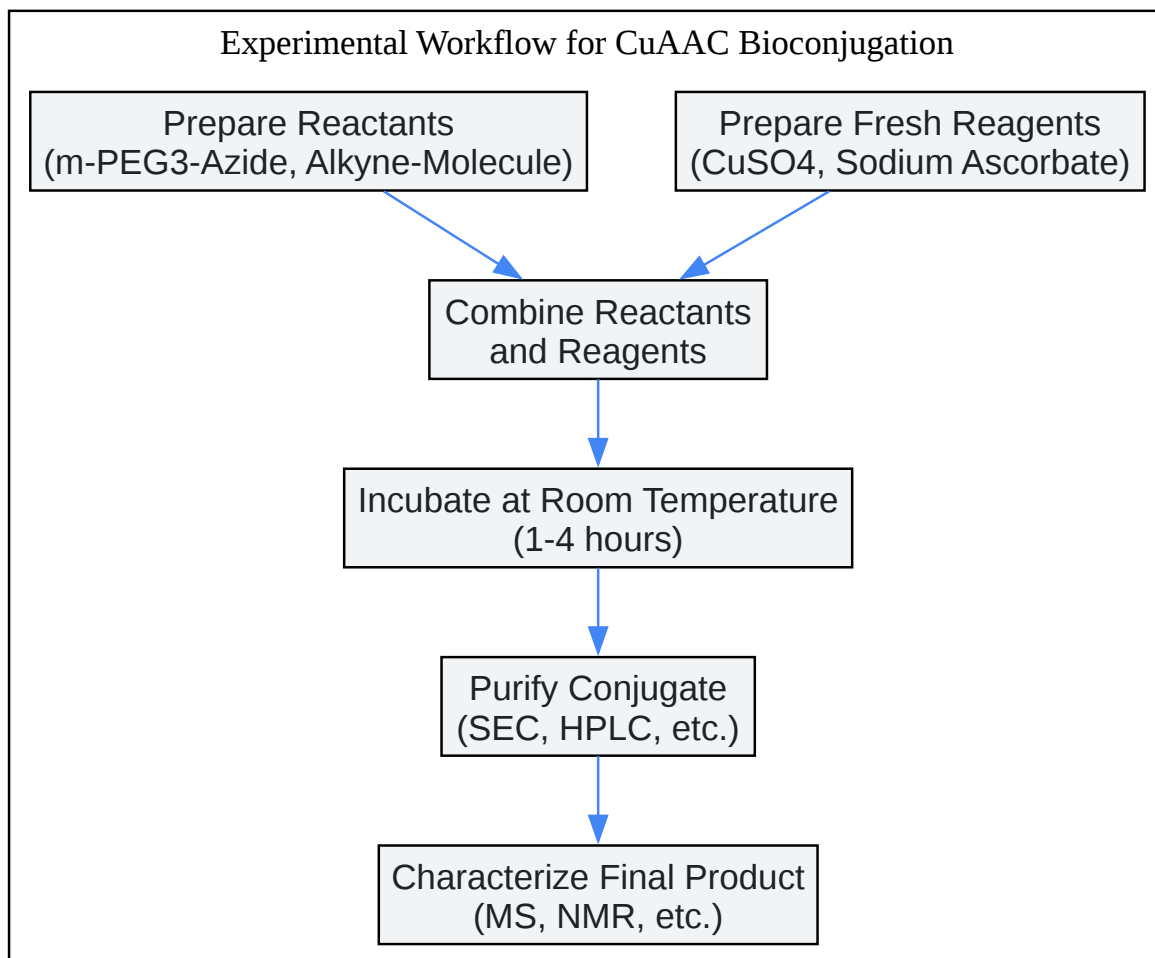 Experimental Workflow for CuAAC Bioconjugation
Prepare Reactants
(m-PEG3-Azide, Alkyne-Molecule)
Prepare Fresh Reagents
(CuSO4, Sodium Ascorbate)
Combine Reactants
and Reagents
Incubate at Room Temperature
(1-4 hours)
Purify Conjugate
(SEC, HPLC, etc.)
Characterize Final Product
(MS, NMR, etc.)